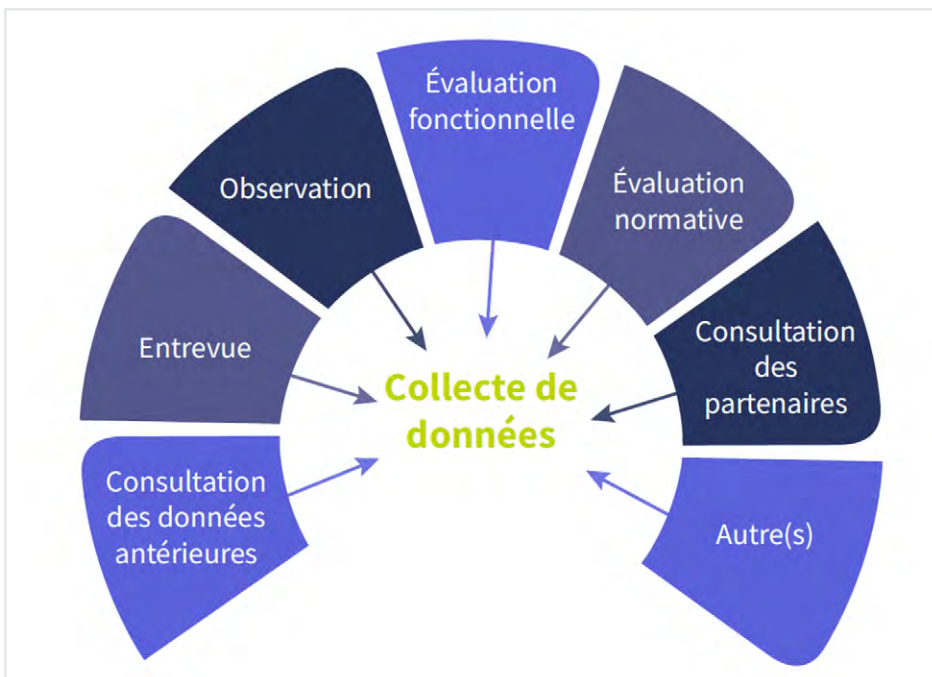 Évaluation
fonctionnelle
Observation
Évaluation
normative
Entrevue
Consultation
des
partenaires
Collecte de
données
Consultation
des données
antérieures
Autre(s)